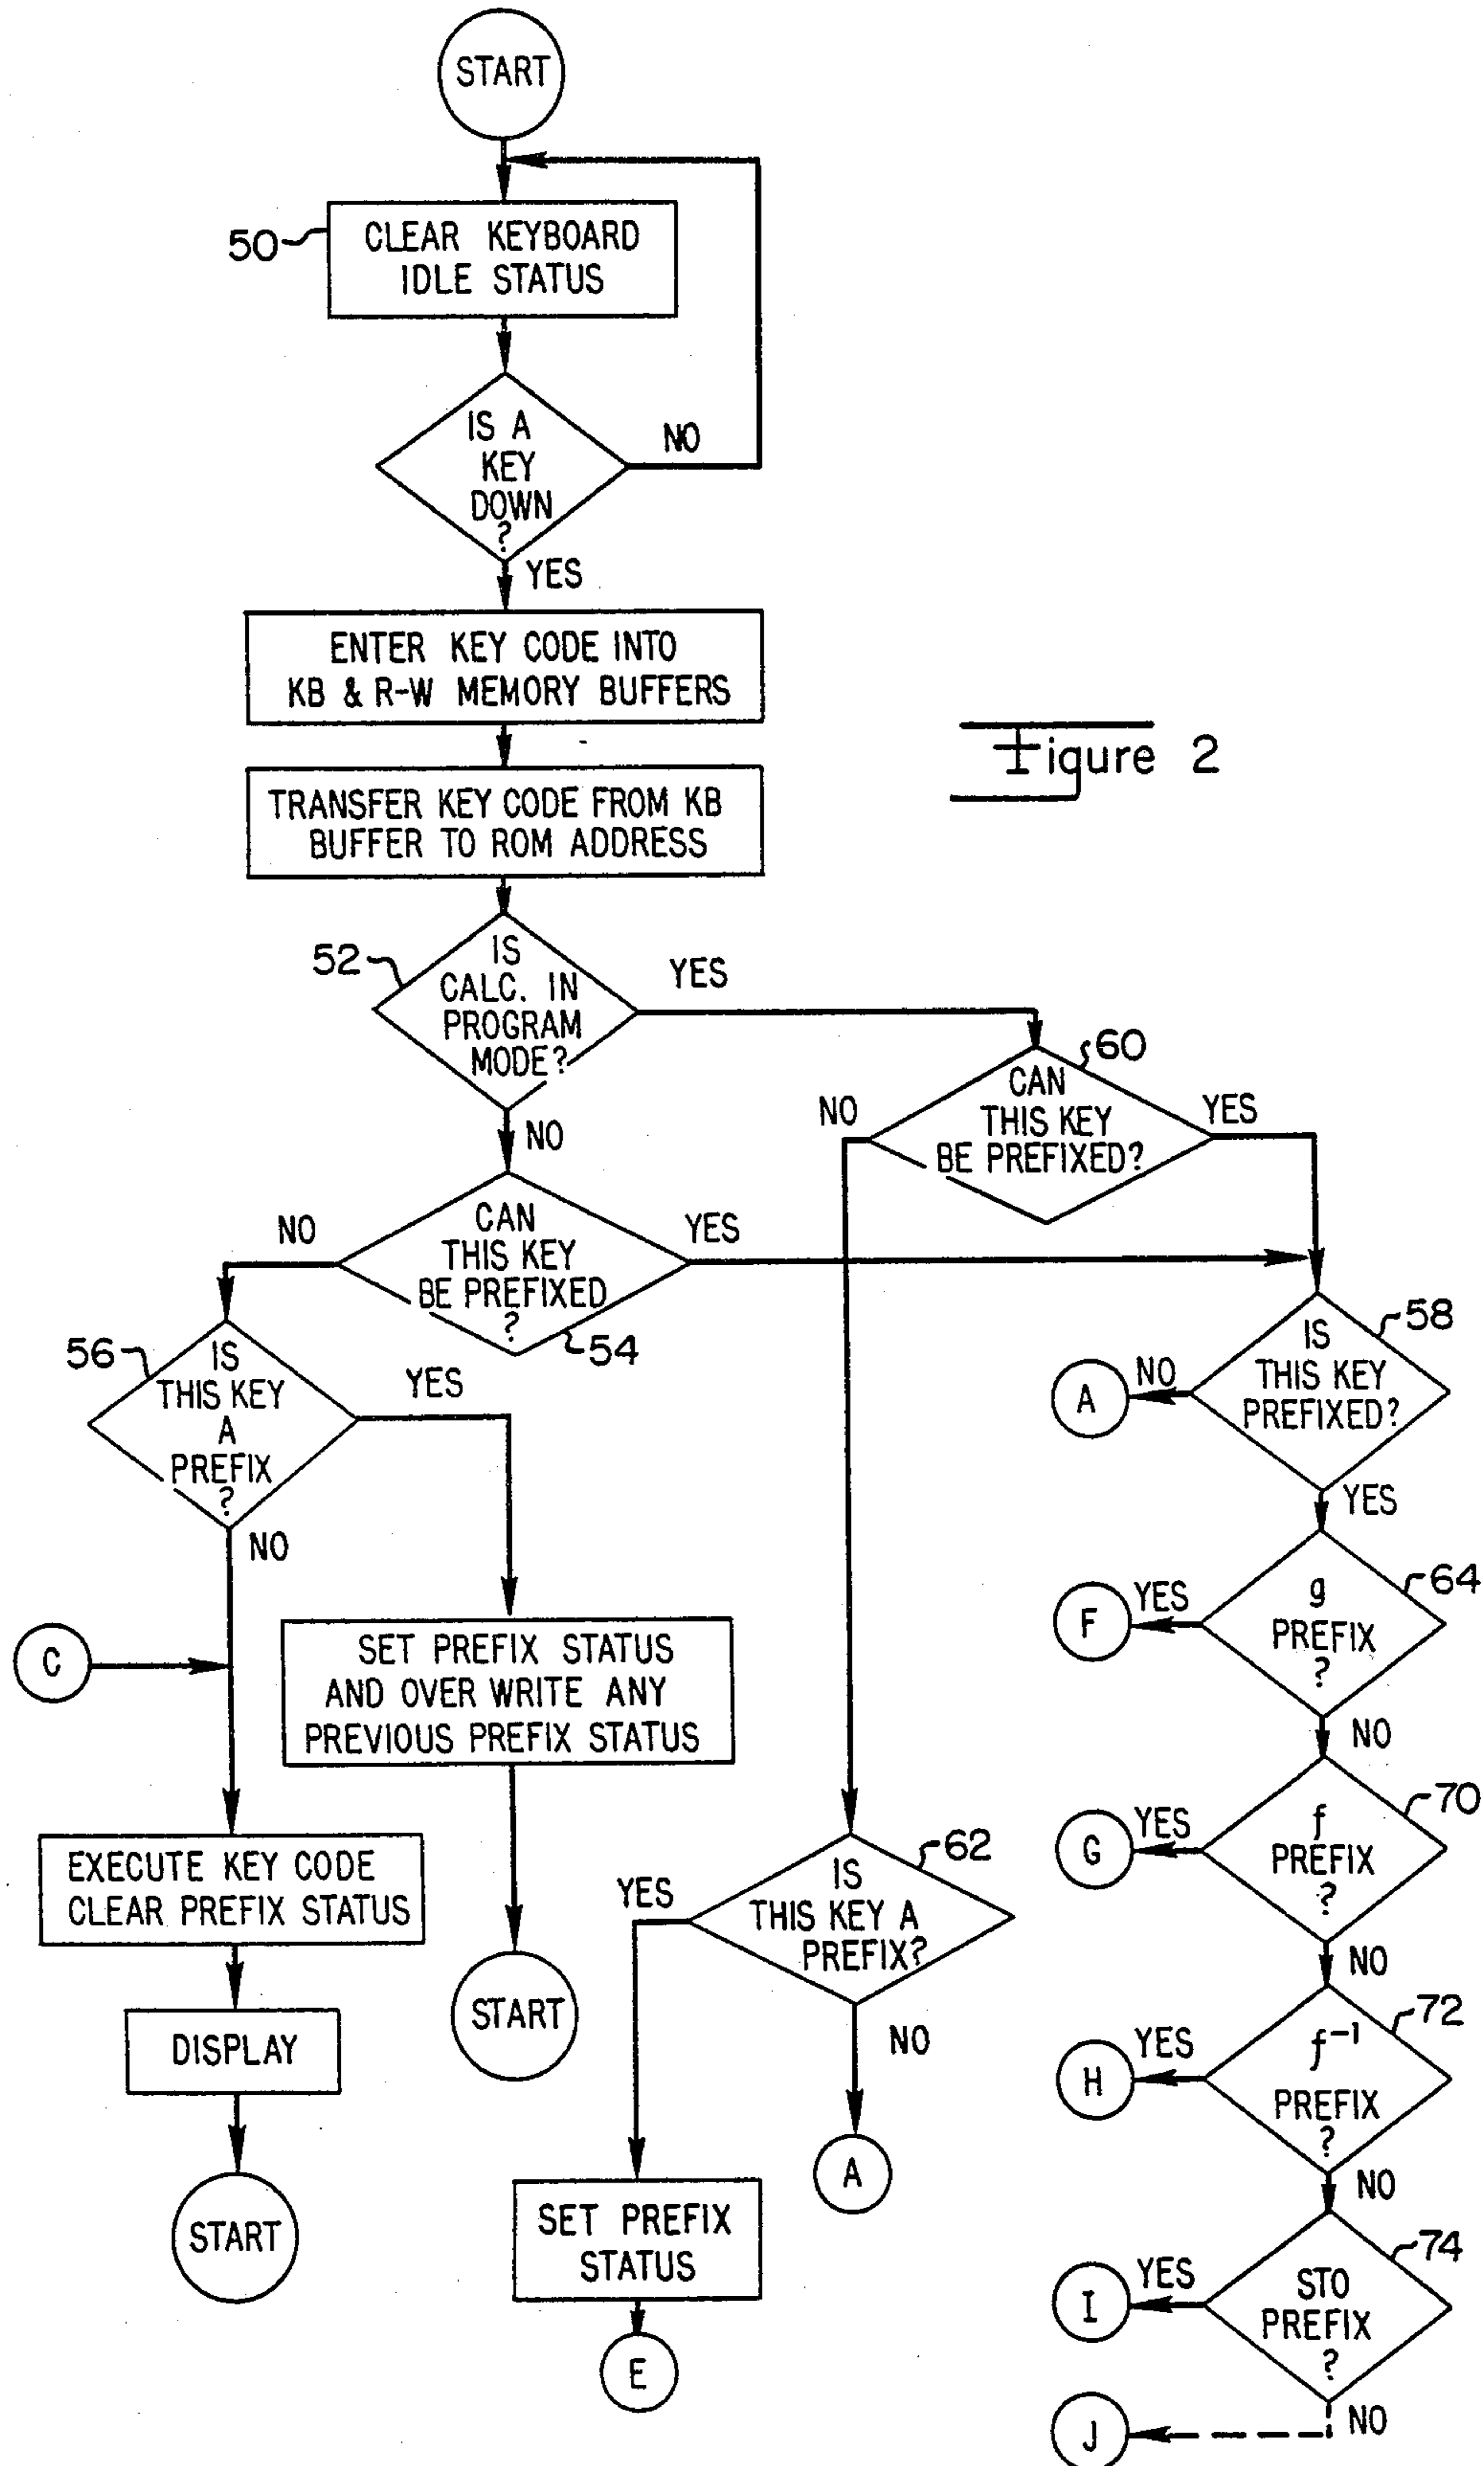 START
50
CLEAR KEYBOARD
IDLE STATUS
IS A
KEY
DOWN
?
NO
YES
ENTER KEY CODE INTO
KB & R-W MEMORY BUFFERS
Figure 2
TRANSFER KEY CODE FROM KB
BUFFER TO ROM ADDRESS
52
IS
CALC. IN
PROGRAM
MODE?
YES
NO
60
CAN
THIS KEY
BE PREFIXED?
NO
YES
CAN
THIS KEY
BE PREFIXED
?
54
NO
YES
56
IS
THIS KEY
A
PREFIX
?
YES
NO
58
IS
THIS KEY
PREFIXED?
NO
A
YES
64
g
PREFIX
?
YES
F
NO
C
SET PREFIX STATUS
AND OVER WRITE ANY
PREVIOUS PREFIX STATUS
70
f
PREFIX
?
YES
G
NO
EXECUTE KEY CODE
CLEAR PREFIX STATUS
62
IS
THIS KEY A
PREFIX?
YES
NO
START
DISPLAY
72
f⁻¹
PREFIX
?
YES
H
NO
A
START
SET PREFIX
STATUS
74
STO
PREFIX
?
YES
I
NO
E
J